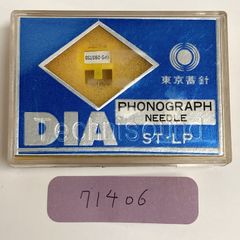 東京蓄針
PHONOGRAPH
NEEDLE
DIA
ST-LP
71406